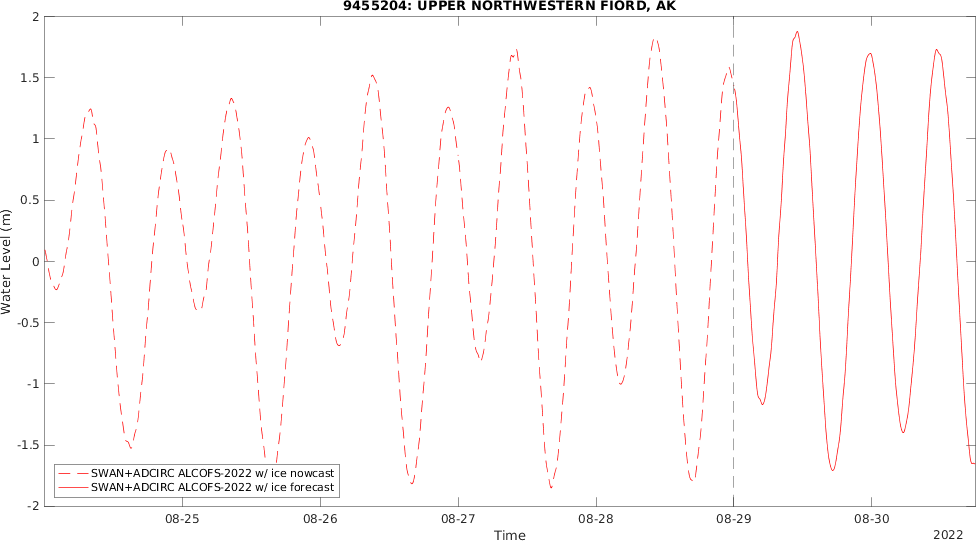 9455204: UPPER NORTHWESTERN FIORD, AK
2
1.5
1
0.5
0
-0.5
-1
-1.5
-2
Water Level (m)
SWAN+ADCIRC ALCOFS-2022 w/ ice nowcast
SWAN+ADCIRC ALCOFS-2022 w/ ice forecast
08-25 08-26 08-27 08-28 08-29 08-30
Time
2022